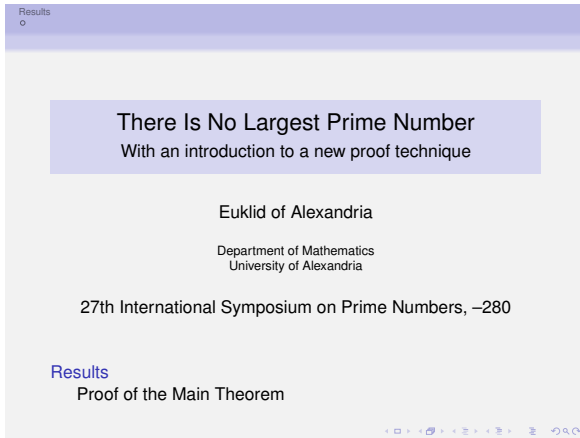 Results
There Is No Largest Prime Number
With an introduction to a new proof technique
Euklid of Alexandria
Department of Mathematics
University of Alexandria
27th International Symposium on Prime Numbers, –280
Results
Proof of the Main Theorem